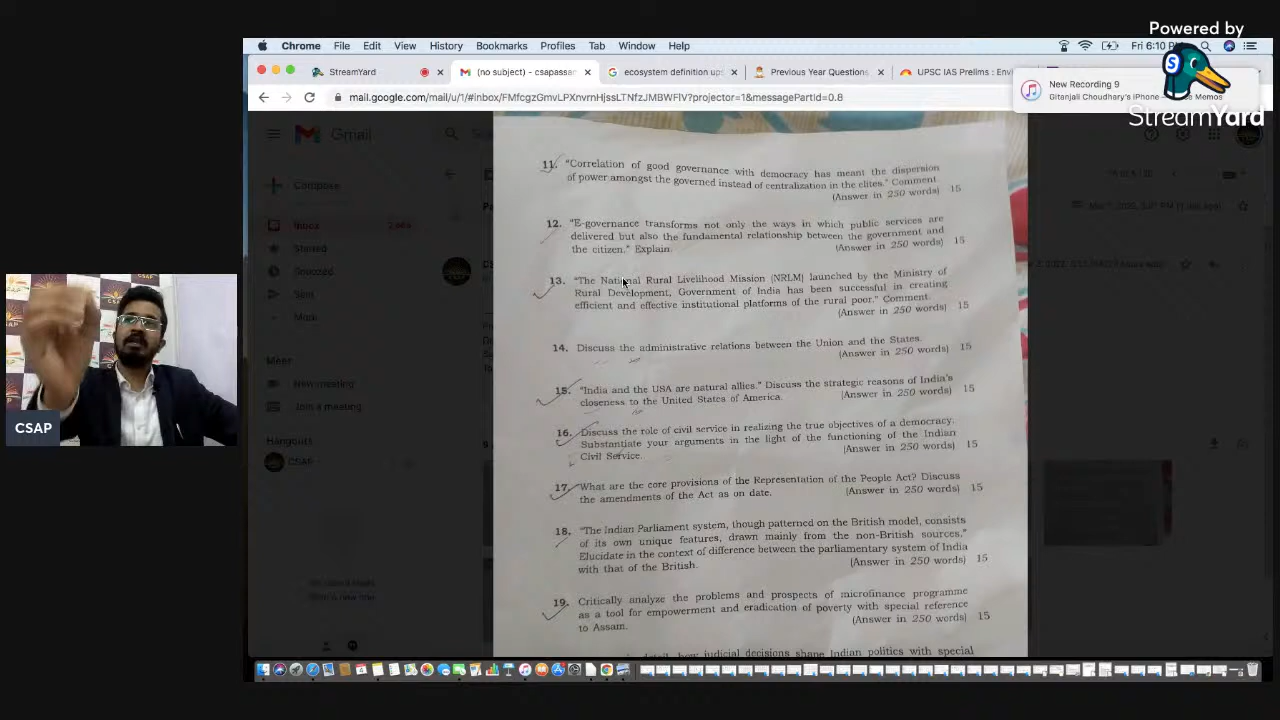 Powered by
StreamYard
Chrome File Edit View History Bookmarks Profiles Tab Window Help
Fri 6:10 PM
StreamYard
(no subject) - csapassam
ecosystem definition ups
Previous Year Questions
UPSC IAS Prelims : Envi
New Recording 9
Gitanjali Choudhary's iPhone
Memos
mail.google.com/mail/u/1/#inbox/FMfcgzGmvLPXnvrnHjssLTNfzJMBWFlV?projector=1&messagePartId=0.8
Gmail
Compose
Inbox
Starred
Snoozed
Sent
More
Meet
New meeting
Join a meeting
Hangouts
CSAP
CSAP
11. "Correlation of good governance with democracy has meant the dispersion
of power amongst the governed instead of centralization in the elites." Comment.
(Answer in 250 words) 15
12. "E-governance transforms not only the ways in which public services are
delivered but also the fundamental relationship between the government and
the citizen." Explain. (Answer in 250 words) 15
13. "The National Rural Livelihood Mission (NRLM) launched by the Ministry of
Rural Development, Government of India has been successful in creating
efficient and effective institutional platforms of the rural poor." Comment.
(Answer in 250 words) 15
14. Discuss the administrative relations between the Union and the States.
(Answer in 250 words) 15
15. "India and the USA are natural allies." Discuss the strategic reasons of India's
closeness to the United States of America. (Answer in 250 words) 15
16. Discuss the role of civil service in realizing the true objectives of a democracy.
Substantiate your arguments in the light of the functioning of the Indian
Civil Service. (Answer in 250 words) 15
17. What are the core provisions of the Representation of the People Act? Discuss
the amendments of the Act as on date. (Answer in 250 words) 15
18. "The Indian Parliament system, though patterned on the British model, consists
of its own unique features, drawn mainly from the non-British sources."
Elucidate in the context of difference between the parliamentary system of India
with that of the British. (Answer in 250 words) 15
19. Critically analyze the problems and prospects of microfinance programme
as a tool for empowerment and eradication of poverty with special reference
to Assam. (Answer in 250 words) 15
how judicial decisions shape Indian politics with special